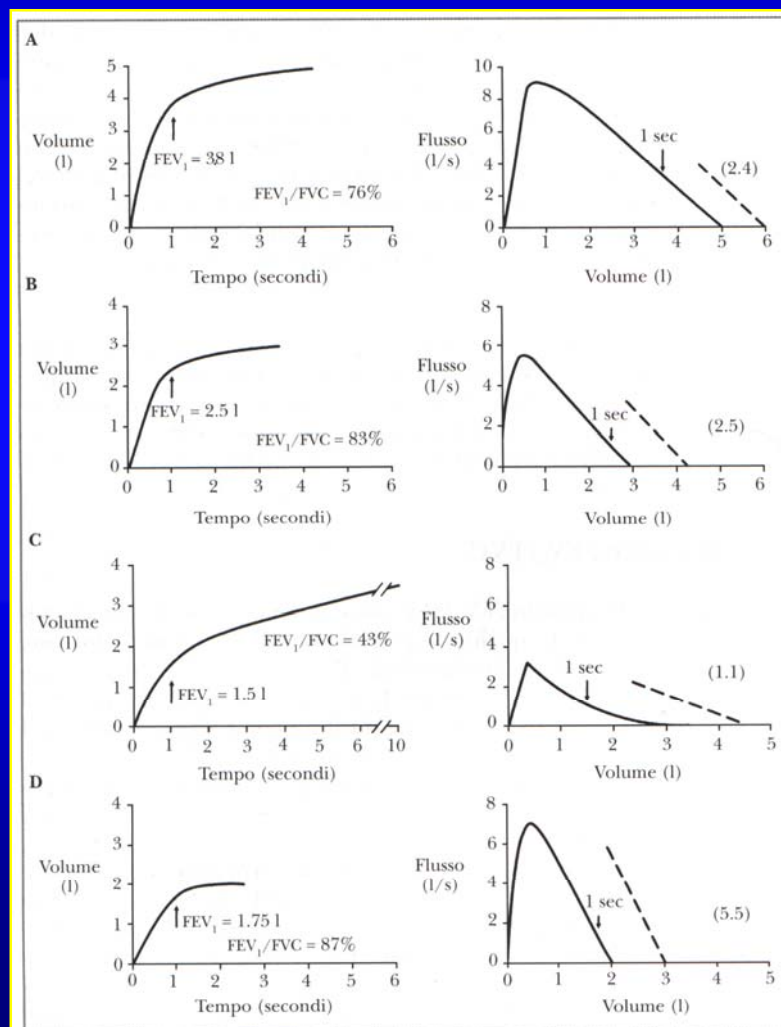 A
Volume
(l)
5
4
3
2
1
0
FEV₁ = 3,8 l
FEV₁/FVC = 76%
0 1 2 3 4 5 6
Tempo (secondi)
Flusso
(l/s)
10
8
6
4
2
0
1 sec
(2.4)
0 1 2 3 4 5 6
Volume (l)
B
Volume
(l)
4
3
2
1
0
FEV₁ = 2.5 l
FEV₁/FVC = 83%
0 1 2 3 4 5 6
Tempo (secondi)
Flusso
(l/s)
8
6
4
2
0
1 sec
(2.5)
0 1 2 3 4 5 6
Volume (l)
C
Volume
(l)
4
3
2
1
0
FEV₁/FVC = 43%
FEV₁ = 1.5 l
0 1 2 3 4 5 6 10
Tempo (secondi)
Flusso
(l/s)
8
6
4
2
0
1 sec
(1.1)
0 1 2 3 4 5
Volume (l)
D
Volume
(l)
4
3
2
1
0
FEV₁ = 1.75 l
FEV₁/FVC = 87%
0 1 2 3 4 5 6
Tempo (secondi)
Flusso
(l/s)
8
6
4
2
0
1 sec
(5.5)
0 1 2 3 4 5
Volume (l)